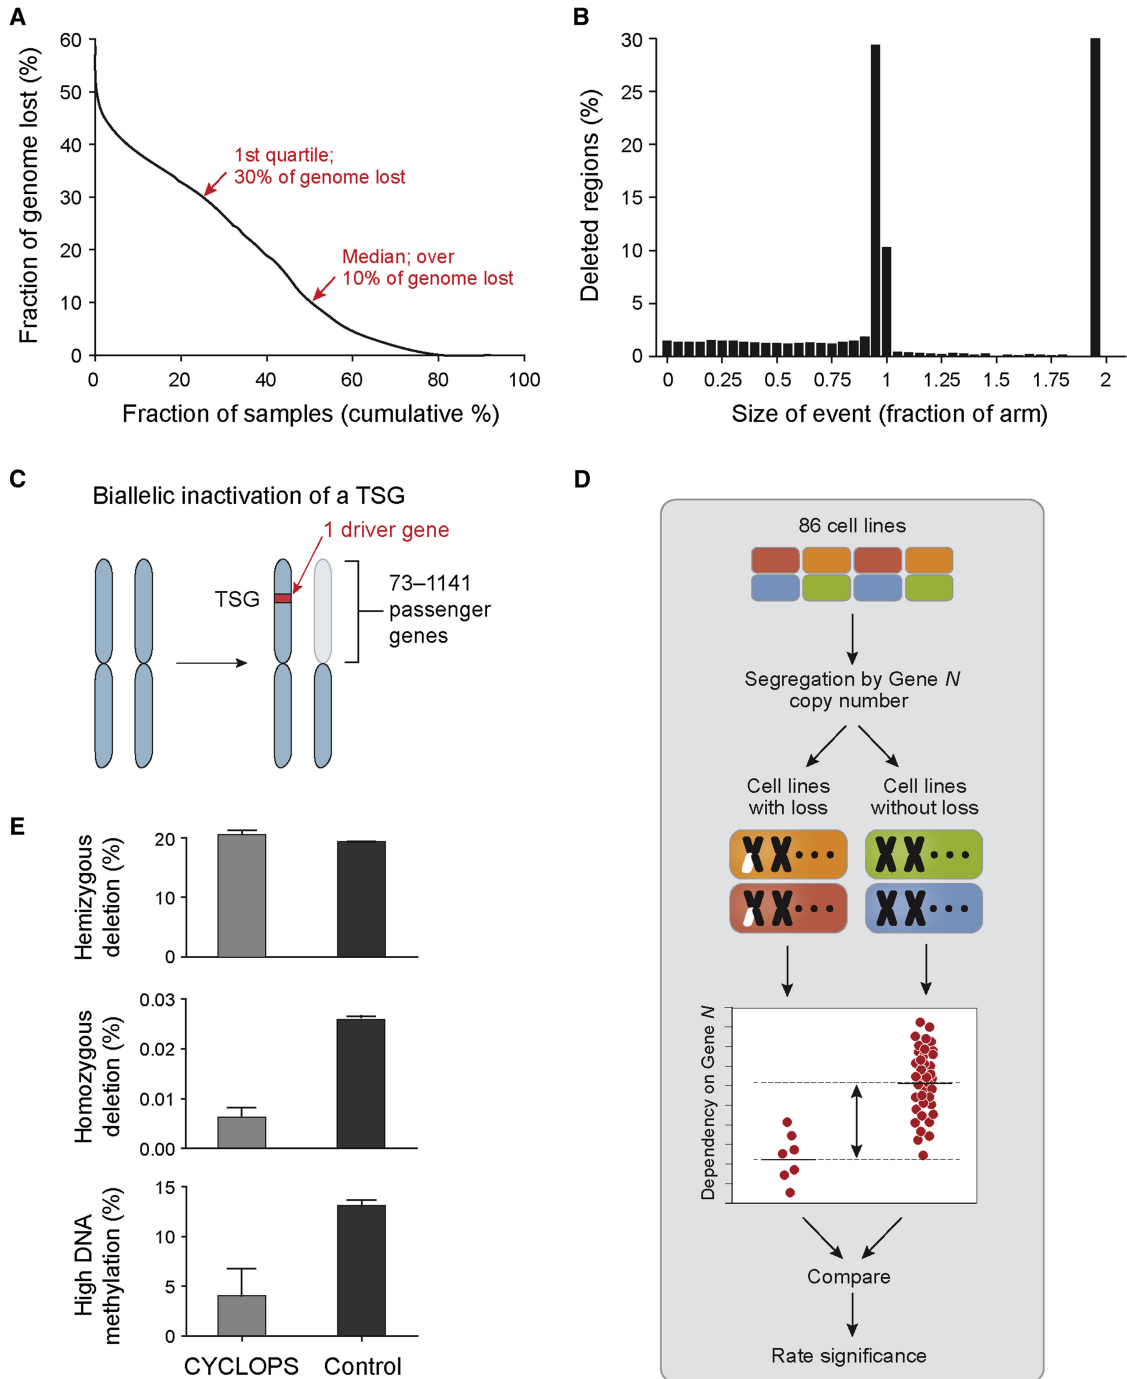 A
Fraction of genome lost (%)
60
50
40
30
20
10
0
1st quartile;
30% of genome lost
Median; over
10% of genome lost
0 20 40 60 80 100
Fraction of samples (cumulative %)
B
Deleted regions (%)
30
25
20
15
10
5
0
0 0.25 0.5 0.75 1 1.25 1.5 1.75 2
Size of event (fraction of arm)
C
Biallelic inactivation of a TSG
1 driver gene
TSG
73–1141
passenger
genes
D
86 cell lines
Segregation by Gene N
copy number
Cell lines
with loss
Cell lines
without loss
Dependency on Gene N
Compare
Rate significance
E
Hemizygous
deletion (%)
20
10
0
Homozygous
deletion (%)
0.03
0.02
0.01
0.00
High DNA
methylation (%)
15
10
5
0
CYCLOPS Control